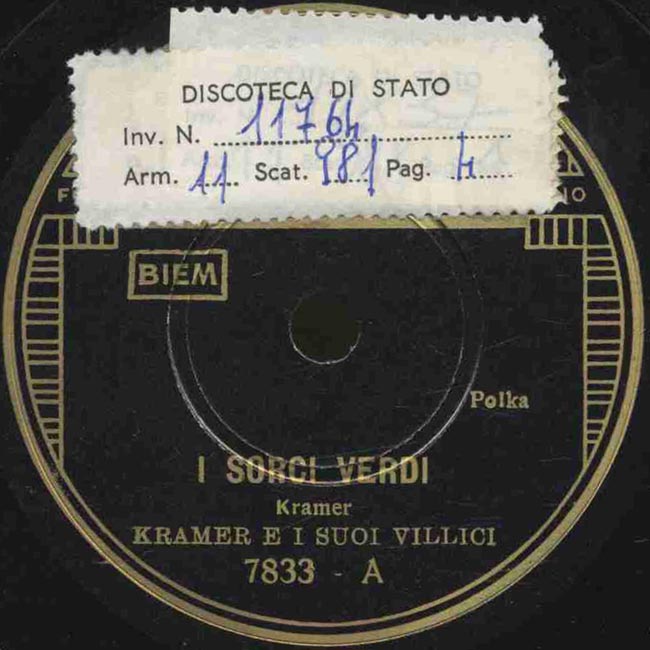 DISCOTECA DI STATO
Inv. N. 11764
Arm. 11 Scat. 981 Pag. 4
BIEM
Polka
I SORCI VERDI
Kramer
KRAMER E I SUOI VILLICI
7833 - A